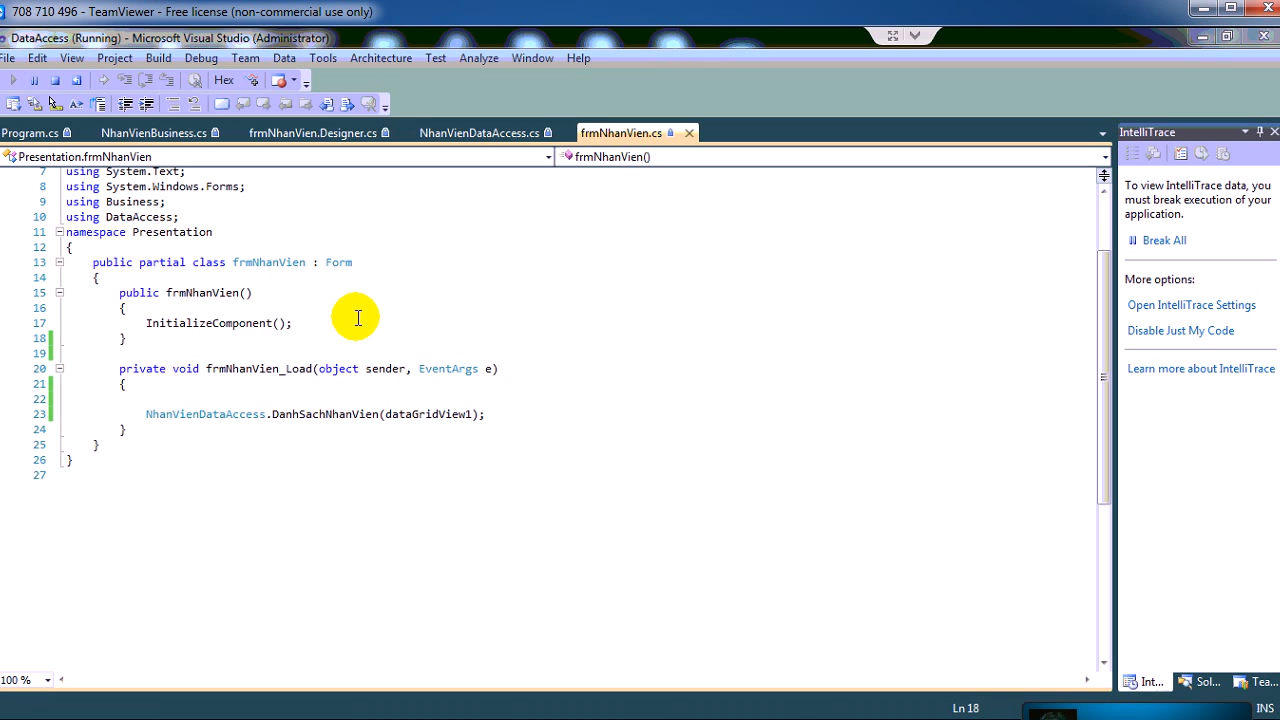 708 710 496 - TeamViewer - Free license (non-commercial use only)
DataAccess (Running) - Microsoft Visual Studio (Administrator)
File Edit View Project Build Debug Team Data Tools Architecture Test Analyze Window Help
Hex
Program.cs NhanVienBusiness.cs frmNhanVien.Designer.cs NhanVienDataAccess.cs frmNhanVien.cs
IntelliTrace
Presentation.frmNhanVien frmNhanVien()
7 using System.Text;
8 using System.Windows.Forms;
9 using Business;
10 using DataAccess;
11 namespace Presentation
12 {
13 public partial class frmNhanVien : Form
14 {
15 public frmNhanVien()
16 {
17 InitializeComponent();
18 }
19
20 private void frmNhanVien_Load(object sender, EventArgs e)
21 {
22
23 NhanVienDataAccess.DanhSachNhanVien(dataGridView1);
24 }
25 }
26 }
27
To view IntelliTrace data, you
must break execution of your
application.
Break All
More options:
Open IntelliTrace Settings
Disable Just My Code
Learn more about IntelliTrace
100 %
Int... Sol... Tea...
Ln 18 INS